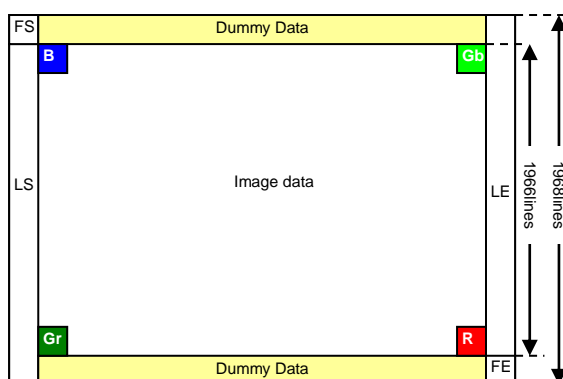 FS
Dummy Data
B
Gb
LS
Image data
LE
1966lines
1968lines
Gr
R
Dummy Data
FE